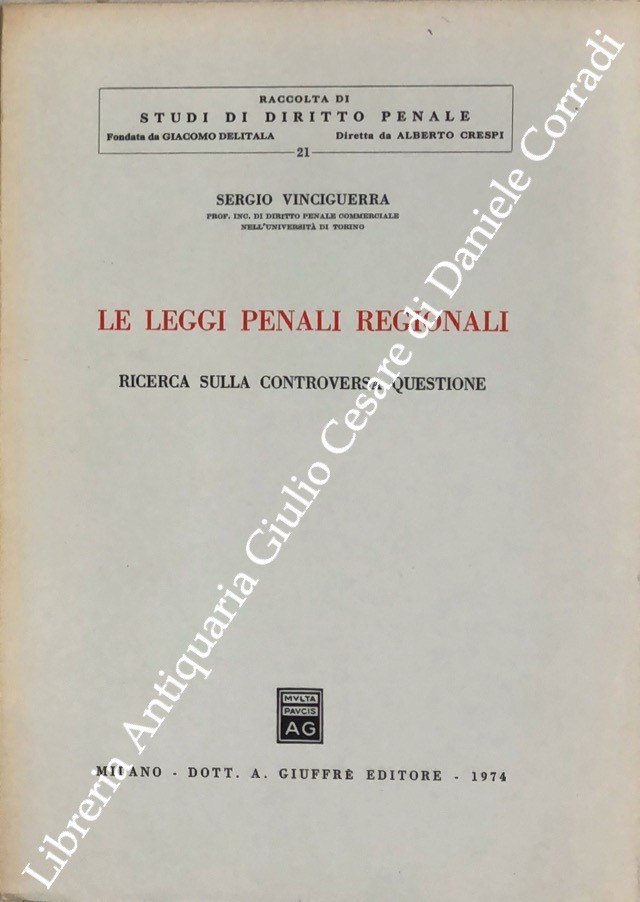 RACCOLTA DI
STUDI DI DIRITTO PENALE
Fondata da GIACOMO DELITALA Diretta da ALBERTO CRESPI
21
SERGIO VINCIGUERRA
PROF. INC. DI DIRITTO PENALE COMMERCIALE
NELL'UNIVERSITÀ DI TORINO
LE LEGGI PENALI REGIONALI
RICERCA SULLA CONTROVERSA QUESTIONE
MVLTA
PAVCIS
AG
MILANO - DOTT. A. GIUFFRÈ EDITORE - 1974
Libreria Antiquaria Giulio Cesare di Daniele Corradi